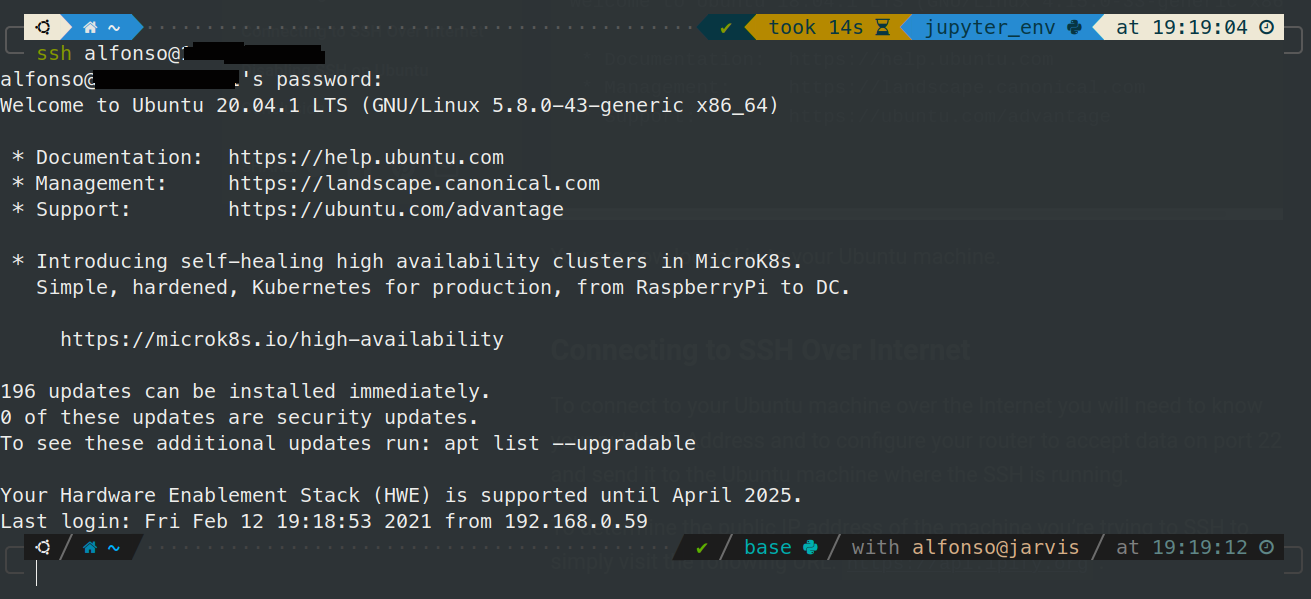 ~ ✔ took 14s ⌛ jupyter_env at 19:19:04
ssh alfonso@
alfonso@ 's password:
Welcome to Ubuntu 20.04.1 LTS (GNU/Linux 5.8.0-43-generic x86_64)
* Documentation: https://help.ubuntu.com
* Management: https://landscape.canonical.com
* Support: https://ubuntu.com/advantage
* Introducing self-healing high availability clusters in MicroK8s.
Simple, hardened, Kubernetes for production, from RaspberryPi to DC.
https://microk8s.io/high-availability
196 updates can be installed immediately.
0 of these updates are security updates.
To see these additional updates run: apt list --upgradable
Your Hardware Enablement Stack (HWE) is supported until April 2025.
Last login: Fri Feb 12 19:18:53 2021 from 192.168.0.59
~ ✔ base with alfonso@jarvis at 19:19:12
Connecting to SSH Over Internet